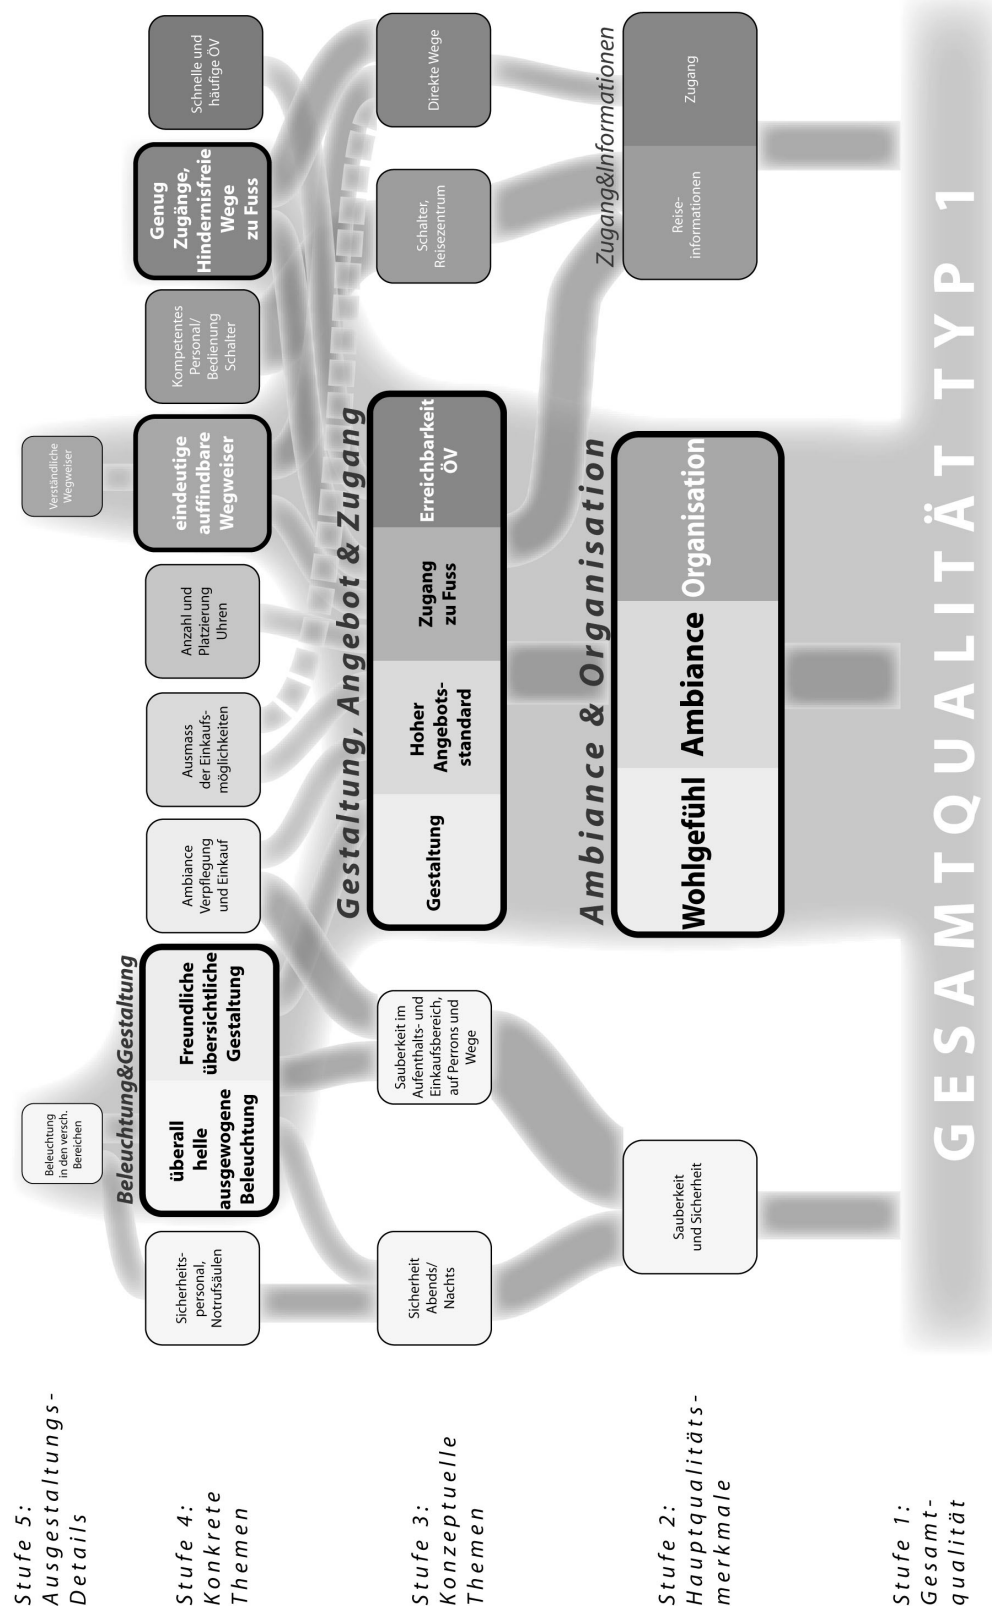 Stufe 5:
Ausgestaltungs-
Details
Beleuchtung
in den versch.
Bereichen
Verständliche
Wegweiser
Stufe 4:
Konkrete
Themen
Sicherheits-
personal,
Notrufsäulen
Beleuchtung&Gestaltung
überall
helle
ausgewogene
Beleuchtung
Freundliche
übersichtliche
Gestaltung
Ambiance
Verpflegung
und Einkauf
Ausmass
der Einkaufs-
möglichkeiten
Anzahl und
Platzierung
Uhren
eindeutige
auffindbare
Wegweiser
Kompetentes
Personal/
Bedienung
Schalter
Genug
Zugänge,
Hindernisfreie
Wege
zu Fuss
Schnelle und
häufige ÖV
Stufe 3:
Konzeptuelle
Themen
Sicherheit
Abends/
Nachts
Sauberkeit im
Aufenthalts- und
Einkaufsbereich,
auf Perrons und
Wege
Gestaltung, Angebot & Zugang
Gestaltung
Hoher
Angebots-
standard
Zugang
zu Fuss
Erreichbarkeit
ÖV
Schalter,
Reisezentrum
Direkte Wege
Stufe 2:
Hauptqualitäts-
merkmale
Sauberkeit
und Sicherheit
Ambiance & Organisation
Wohlgefühl
Ambiance
Organisation
Zugang&Informationen
Reise-
informationen
Zugang
Stufe 1:
Gesamt-
qualität
GESAMTQUALITÄT TYP 1